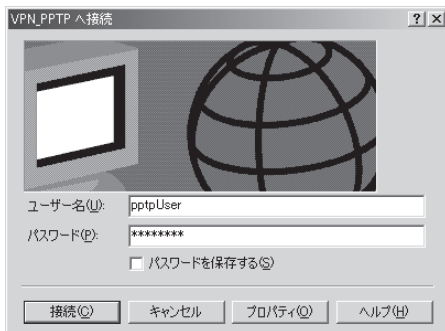 VPN_PPTP へ接続
ユーザー名(U): pptpUser
パスワード(P): ********
パスワードを保存する(S)
接続(C) キャンセル プロパティ(O) ヘルプ(H)